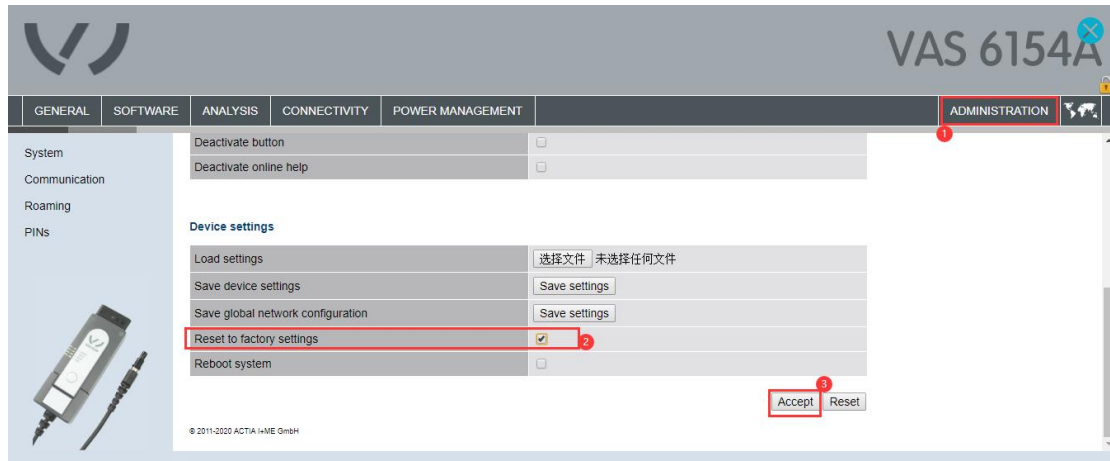 VAS 6154A
GENERAL SOFTWARE ANALYSIS CONNECTIVITY POWER MANAGEMENT ADMINISTRATION
1
System
Communication
Roaming
PINs
Deactivate button
Deactivate online help
Device settings
Load settings 选择文件 未选择任何文件
Save device settings Save settings
Save global network configuration Save settings
Reset to factory settings 2
Reboot system
3
Accept Reset
© 2011-2020 ACTIA I+ME GmbH